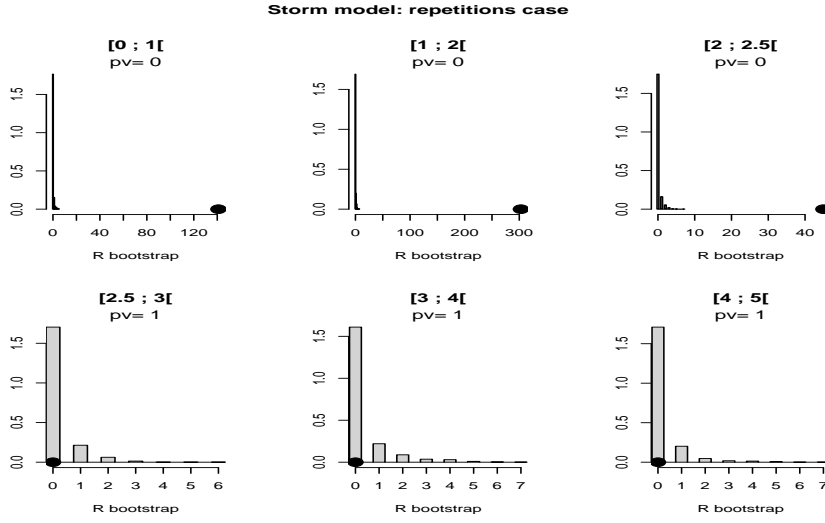 Storm model: repetitions case
[0 ; 1[
pv= 0
0.0 0.5 1.0 1.5
0 40 80 120
R bootstrap
[1 ; 2[
pv= 0
0.0 0.5 1.0 1.5
0 100 200 300
R bootstrap
[2 ; 2.5[
pv= 0
0.0 0.5 1.0 1.5
0 10 20 30 40
R bootstrap
[2.5 ; 3[
pv= 1
0.0 0.5 1.0 1.5
0 1 2 3 4 5 6
R bootstrap
[3 ; 4[
pv= 1
0.0 0.5 1.0 1.5
0 1 2 3 4 5 6 7
R bootstrap
[4 ; 5[
pv= 1
0.0 0.5 1.0 1.5
0 1 2 3 4 5 6 7
R bootstrap